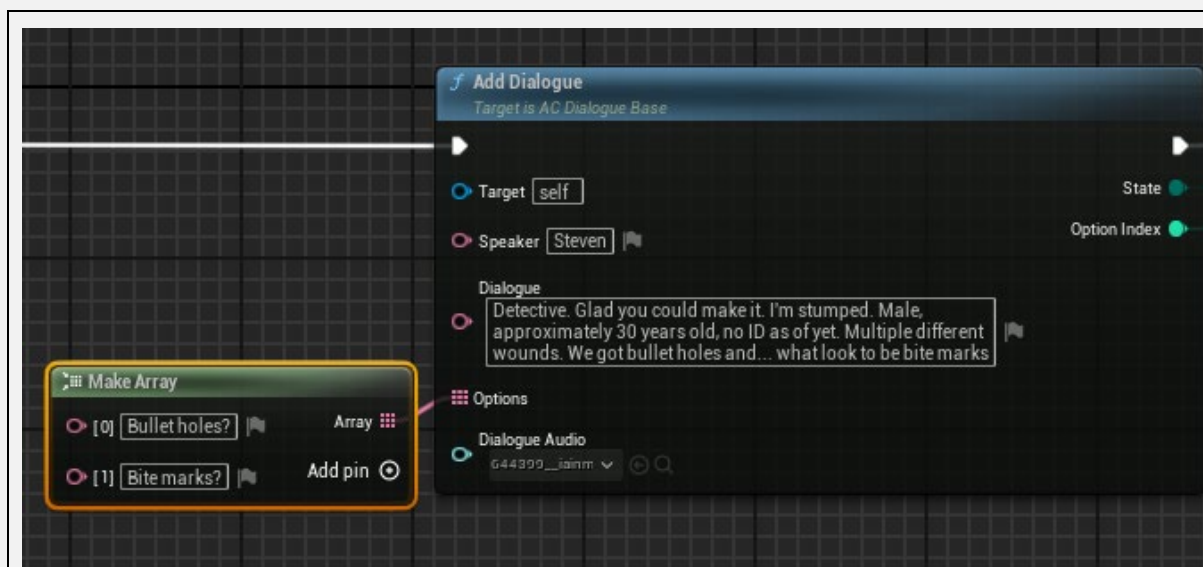 f Add Dialogue
Target is AC Dialogue Base
Target self
State
Speaker Steven
Option Index
Dialogue
Detective. Glad you could make it. I'm stumped. Male,
approximately 30 years old, no ID as of yet. Multiple different
wounds. We got bullet holes and... what look to be bite marks
Make Array
[0] Bullet holes?
Array
[1] Bite marks?
Add pin
Options
Dialogue Audio
644399__iainm